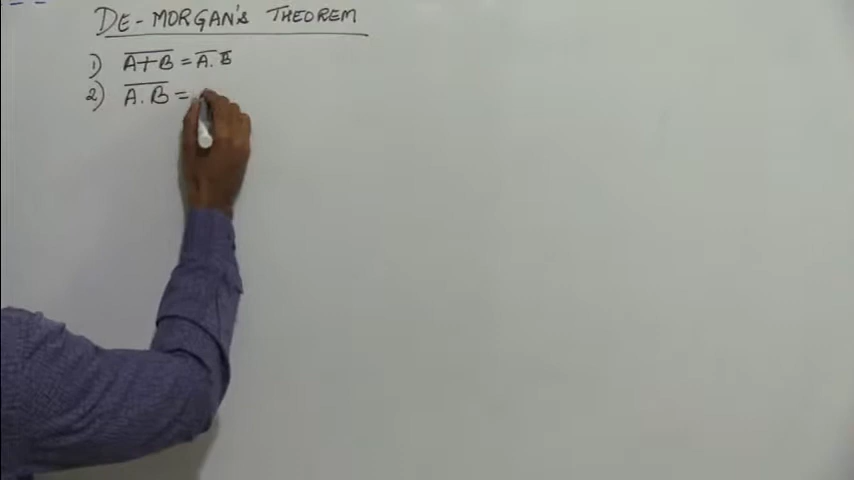 DE-MORGAN'S THEOREM
1) A̅+̅B̅ = A̅.B̅
2) A̅.̅B̅ =